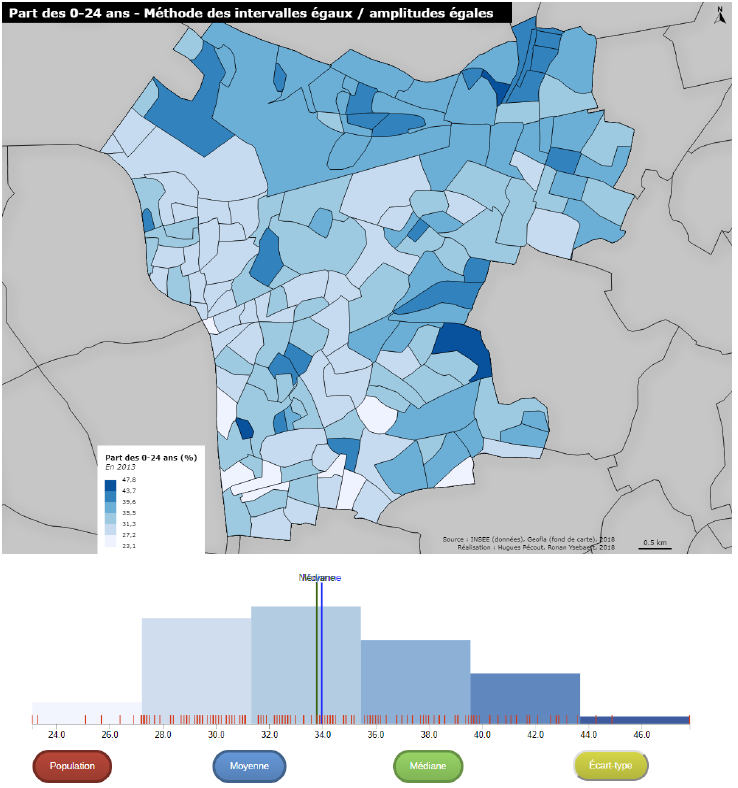 Part des 0-24 ans - Méthode des intervalles égaux / amplitudes égales
N
Part des 0-24 ans (%)
En 2013
47,8
43,7
39,6
35,5
31,3
27,2
23,1
Source : INSEE (données), Geofla (fond de carte), 2018
Réalisation : Hugues Pécout, Ronan Ysebaert, 2018
0.5 km
Médiane Moyenne
24.0 26.0 28.0 30.0 32.0 34.0 36.0 38.0 40.0 42.0 44.0 46.0
Population Moyenne Médiane Écart-type